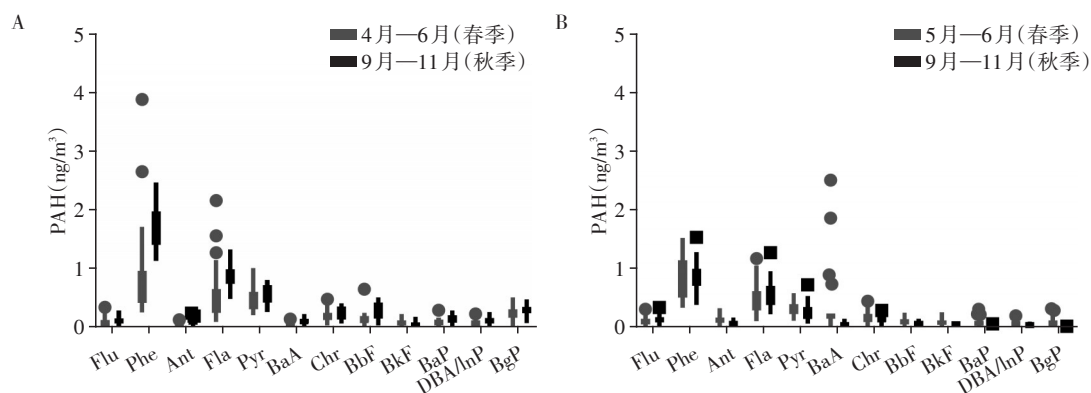 A
4月—6月(春季)
9月—11月(秋季)
PAH(ng/m³)
5
4
3
2
1
0
Flu
Phe
Ant
Fla
Pyr
BaA
Chr
BbF
BkF
BaP
DBA/InP
BgP
B
5月—6月(春季)
9月—11月(秋季)
PAH(ng/m³)
5
4
3
2
1
0
Flu
Phe
Ant
Fla
Pyr
BaA
Chr
BbF
BkF
BaP
DBA/InP
BgP